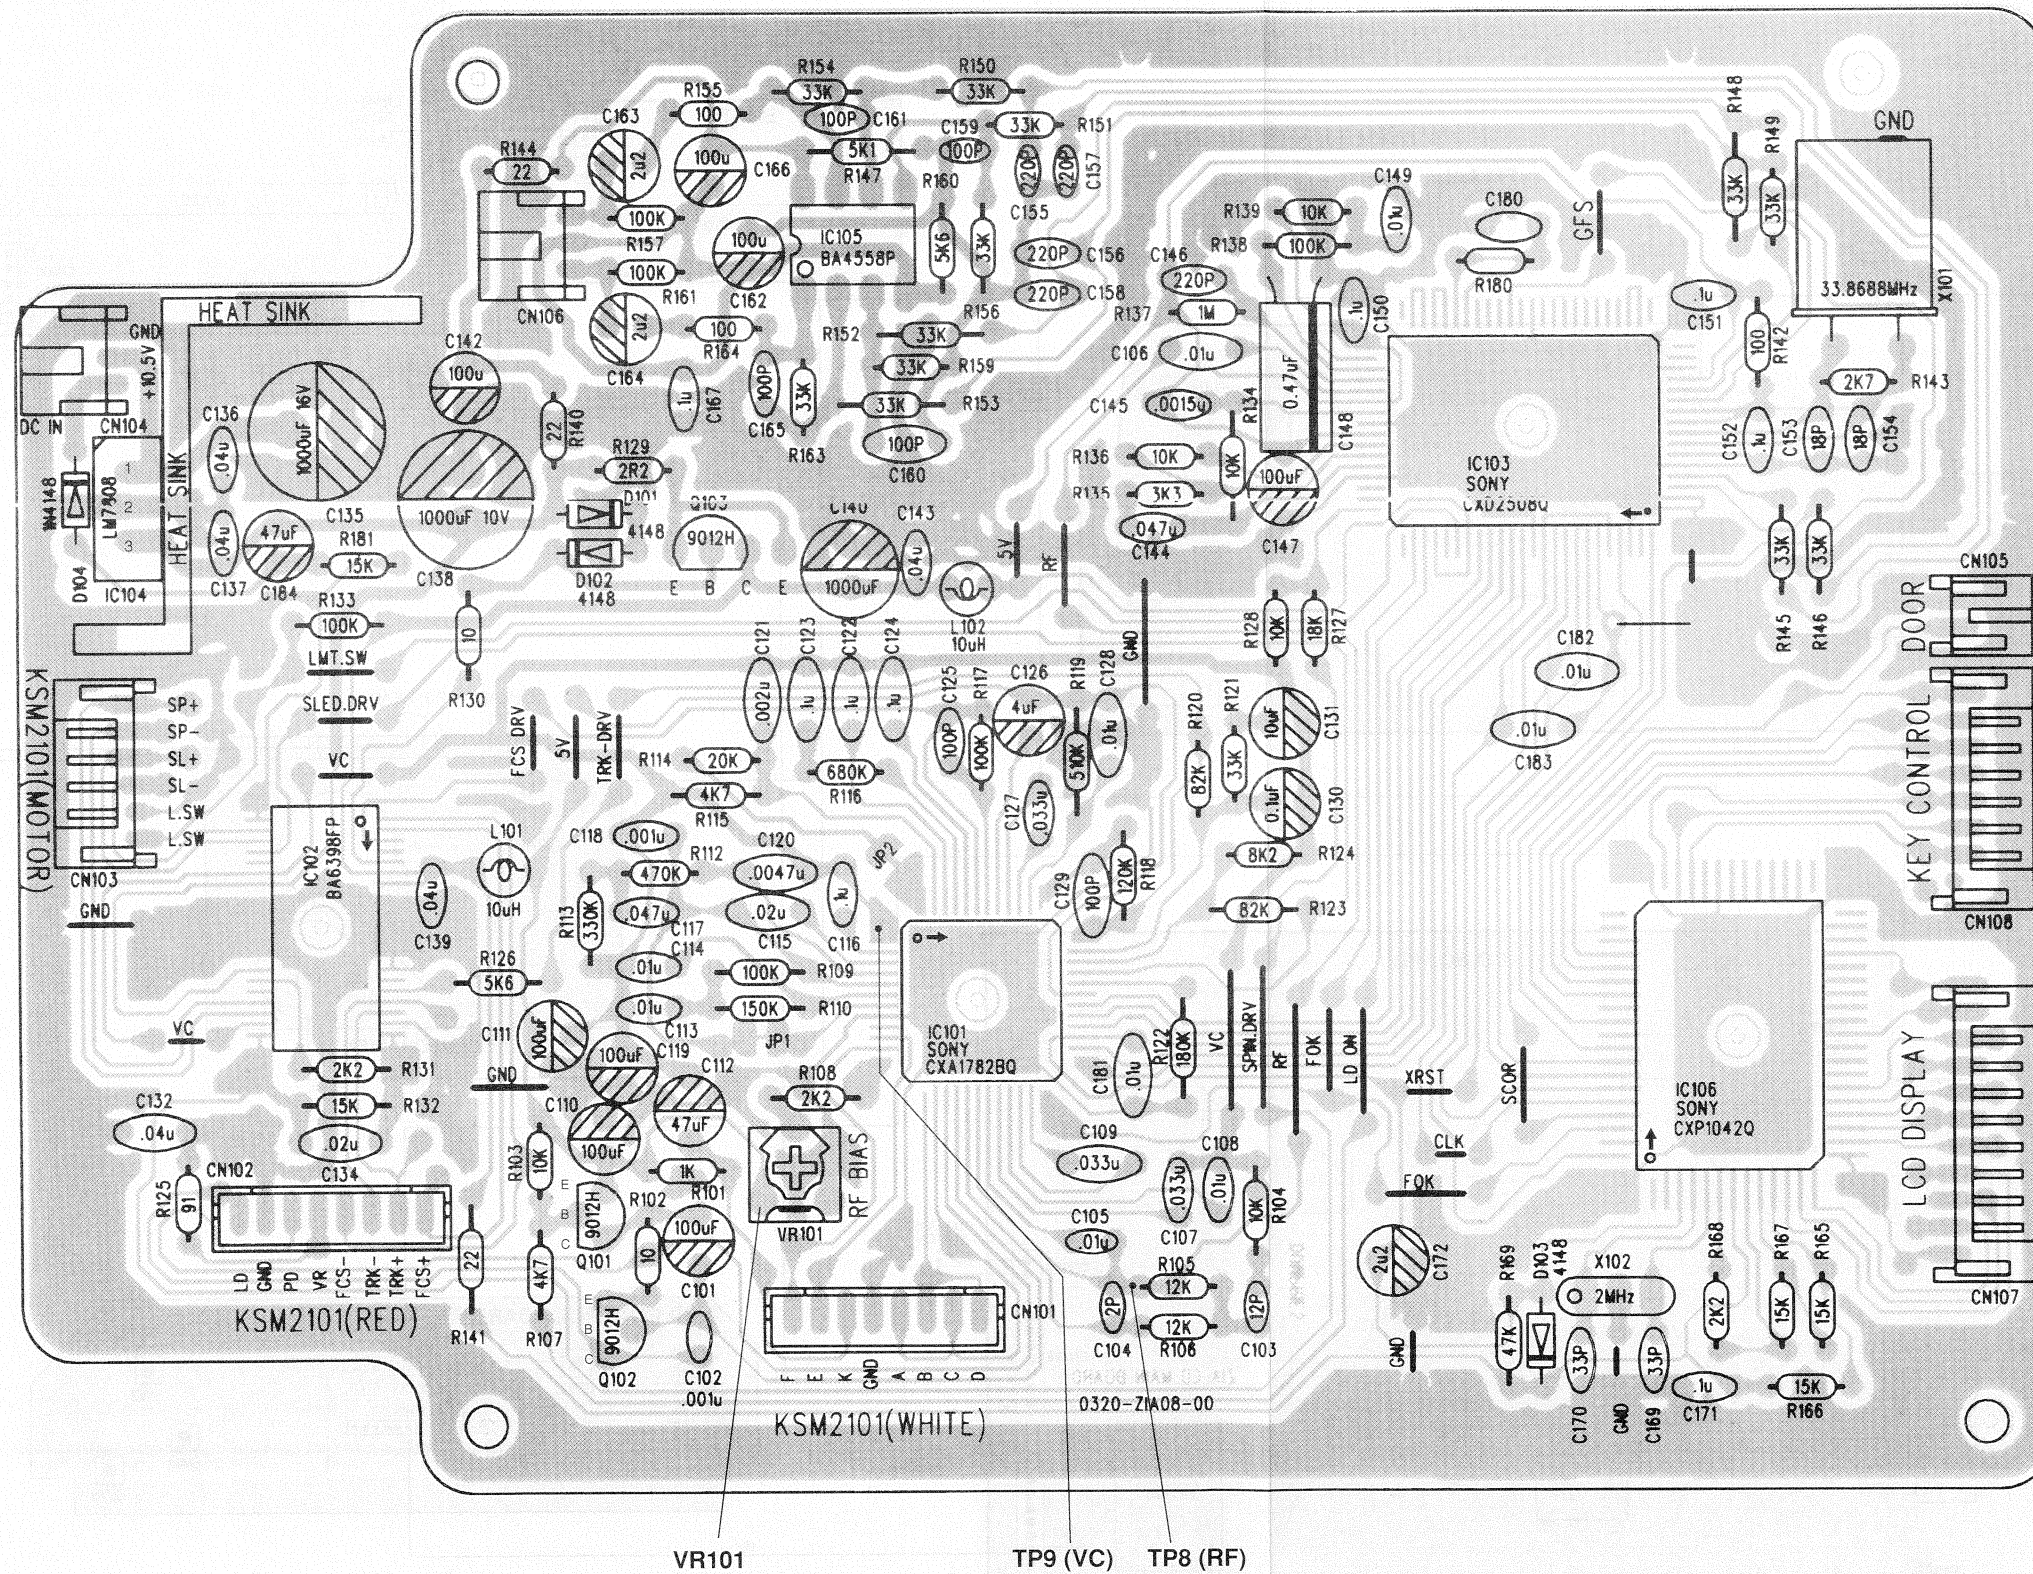 R154
33K
R150
33K
R155
100
100P C161
C163
2u2
100u
C166
C159
100P
33K R151
5K1
R147
R160
220P
220P
C157
C155
R144
22
R148
33K
R149
33K
GND
33.8688MHz
X101
100K
R157
100K
R161
100u
C162
IC105
BA4558P
5K6
33K
R156
220P C156
220P C158
C146
220P
R139 10K
R138 100K
C149
.01u
C180
R180
GFS
CN106
2u2
C164
100
R164
R152
33K
R137 1M
C106 .01u
.1u
C150
.1u
C151
100
R142
2K7 R143
HEAT SINK
GND
+10.5V
DC IN
CN104
C142
100u
33K R159
33K R153
100P
C165
33K
R163
.1u
C167
100P
C160
C145 .0015u
R134
10K
0.47uF
C148
C136
.04u
1000uF 16V
C135
22
R140
R129
2R2
R136 10K
R135 3K3
.047u
C144
100uF
C147
IC103
SONY
CXD2508Q
C152
.1u
C153
18P
18P
C154
1N4148
D104
LM7808
1
2
3
IC104
HEAT SINK
.04u
C137
47uF
C184
R181
15K
1000uF 10V
C138
D101
4148
D102
4148
Q103
9012H
E B C E
C140
1000uF
C143
.04u
L102
10uH
5V
RF
GND
33K
R145
33K
R146
CN105
DOOR
R133
100K
LMT.SW
SLED.DRV
VC
10
R130
R128
10K
18K
R127
C182
.01u
.01u
C183
KSM2101(MOTOR)
SP+
SP-
SL+
SL-
L.SW
L.SW
CN103
GND
C121
.002u
C123
.1u
C122
.1u
C124
.1u
C125
100P
R117
100K
C126
4uF
R119
510K
C128
.01u
R120
82K
R121
33K
10uF
C131
FCS DRV
5V
TRK-DRV
R114 20K
4K7
R115
680K
R116
C127
.033u
0.1uF
C130
KEY CONTROL
CN108
IC102
BA6398FP
L101
10uH
C118 .001u
470K R112
C120
.0047u
JP2
.1u
C116
C129
100P
120K
R118
8K2 R124
82K R123
.04u
C139
R113
330K
.047u
C117
.02u
C115
C114
.01u
R126
5K6
100K R109
150K R110
.01u
C113
JP1
IC101
SONY
CXA1782BQ
C111
100uF
100uF
C119
VC
2K2 R131
15K R132
GND
C112
47uF
R108
2K2
C181
.01u
R122
180K
VC
SPIN.DRV
RF
FOK
LD ON
XRST
SCOR
IC106
SONY
CXP1042Q
LCD DISPLAY
CN107
C132
.04u
.02u
C134
CN102
R125
91
C110
100uF
R103
10K
1K
R101
RF BIAS
VR101
C109
.033u
.033u
C107
C108
.01u
10K
R104
CLK
FOK
E
B
C
9012H
Q101
R102
10
100uF
C101
C105
.01u
2u2
C172
LD
GND
PD
VR
FCS-
TRK-
TRK+
FCS+
KSM2101(RED)
22
R141
4K7
R107
E
B
C
9012H
Q102
C102
.001u
CN101
F
E
K
GND
A
B
C
D
KSM2101(WHITE)
R105
12K
12K
R106
C104
12P
C103
0320-ZIA08-00
GND
R169
47K
D103
4148
X102
2MHz
33P
C170
GND
33P
C169
R168
2K2
R167
15K
R165
15K
.1u
C171
15K
R166
VR101
TP9 (VC)
TP8 (RF)